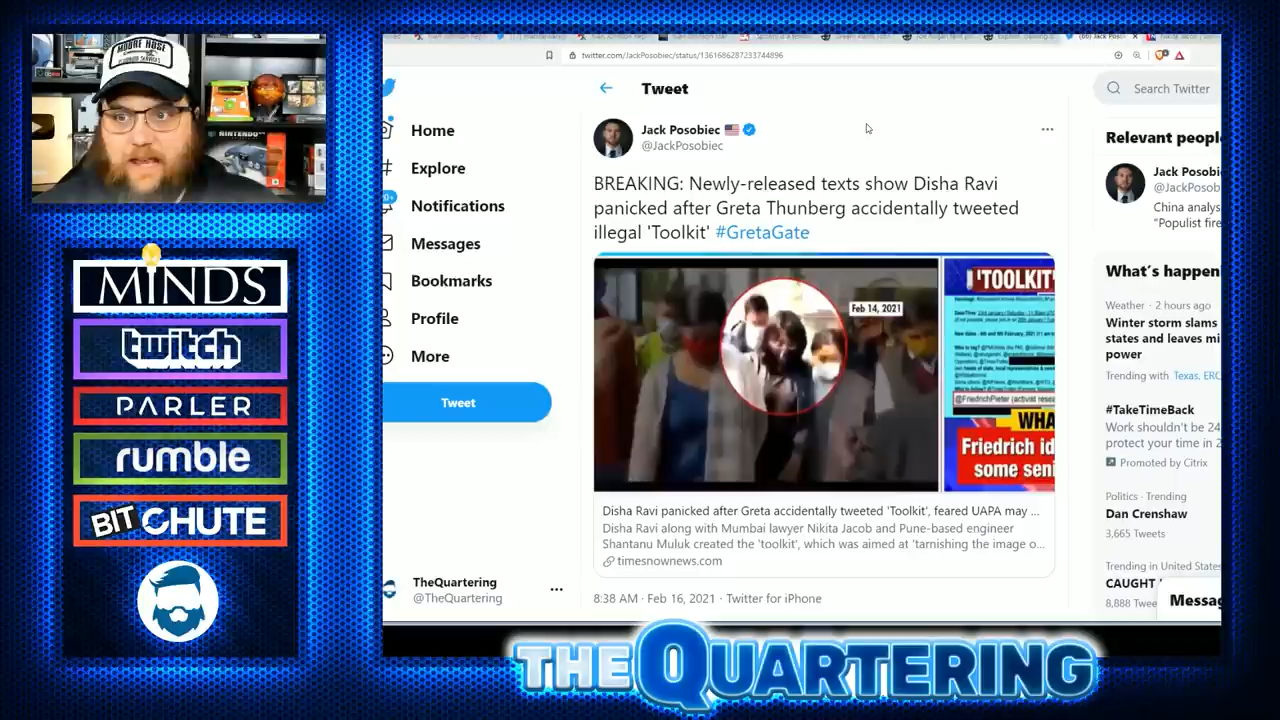 MOORE HOSE
NINTENDO
MINDS
twitch
PARLER
rumble
BIT CHUTE
twitter.com/JackPosobiec/status/1361686287233744896
Home
Explore
20+
Notifications
Messages
Bookmarks
Profile
More
Tweet
TheQuartering
@TheQuartering
Tweet
Jack Posobiec
@JackPosobiec
BREAKING: Newly-released texts show Disha Ravi
panicked after Greta Thunberg accidentally tweeted
illegal 'Toolkit' #GretaGate
Feb 14, 2021
'TOOLKIT'
@FriedrichPieter (activist resea
WHA
Friedrich id
some seni
Disha Ravi panicked after Greta accidentally tweeted 'Toolkit', feared UAPA may ...
Disha Ravi along with Mumbai lawyer Nikita Jacob and Pune-based engineer
Shantanu Muluk created the 'toolkit', which was aimed at 'tarnishing the image o...
timesnownews.com
8:38 AM · Feb 16, 2021 · Twitter for iPhone
Search Twitter
Relevant peopl
Jack Posobi
@JackPosob
China analys
"Populist fire
What's happen
Weather · 2 hours ago
Winter storm slams
states and leaves mi
power
Trending with Texas, ERC
#TakeTimeBack
Work shouldn't be 24
protect your time in 2
Promoted by Citrix
Politics · Trending
Dan Crenshaw
3,665 Tweets
Trending in United States
CAUGHT
8,888 Twee
Messag
THE QUARTERING